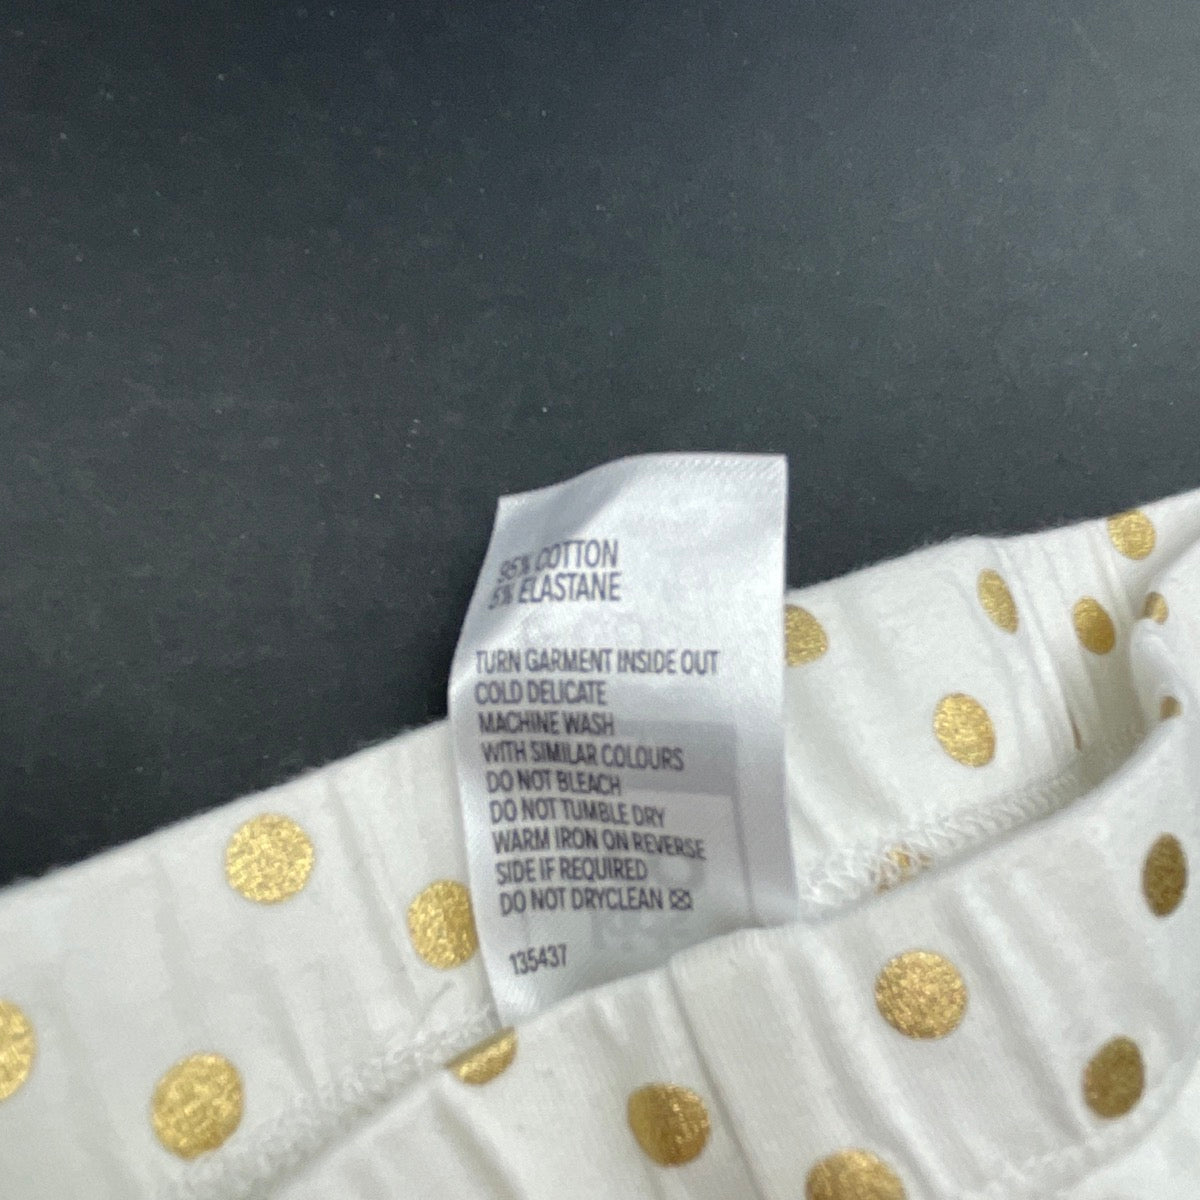 95% COTTON
5% ELASTANE
TURN GARMENT INSIDE OUT
COLD DELICATE
MACHINE WASH
WITH SIMILAR COLOURS
DO NOT BLEACH
DO NOT TUMBLE DRY
WARM IRON ON REVERSE
SIDE IF REQUIRED
DO NOT DRYCLEAN
135437